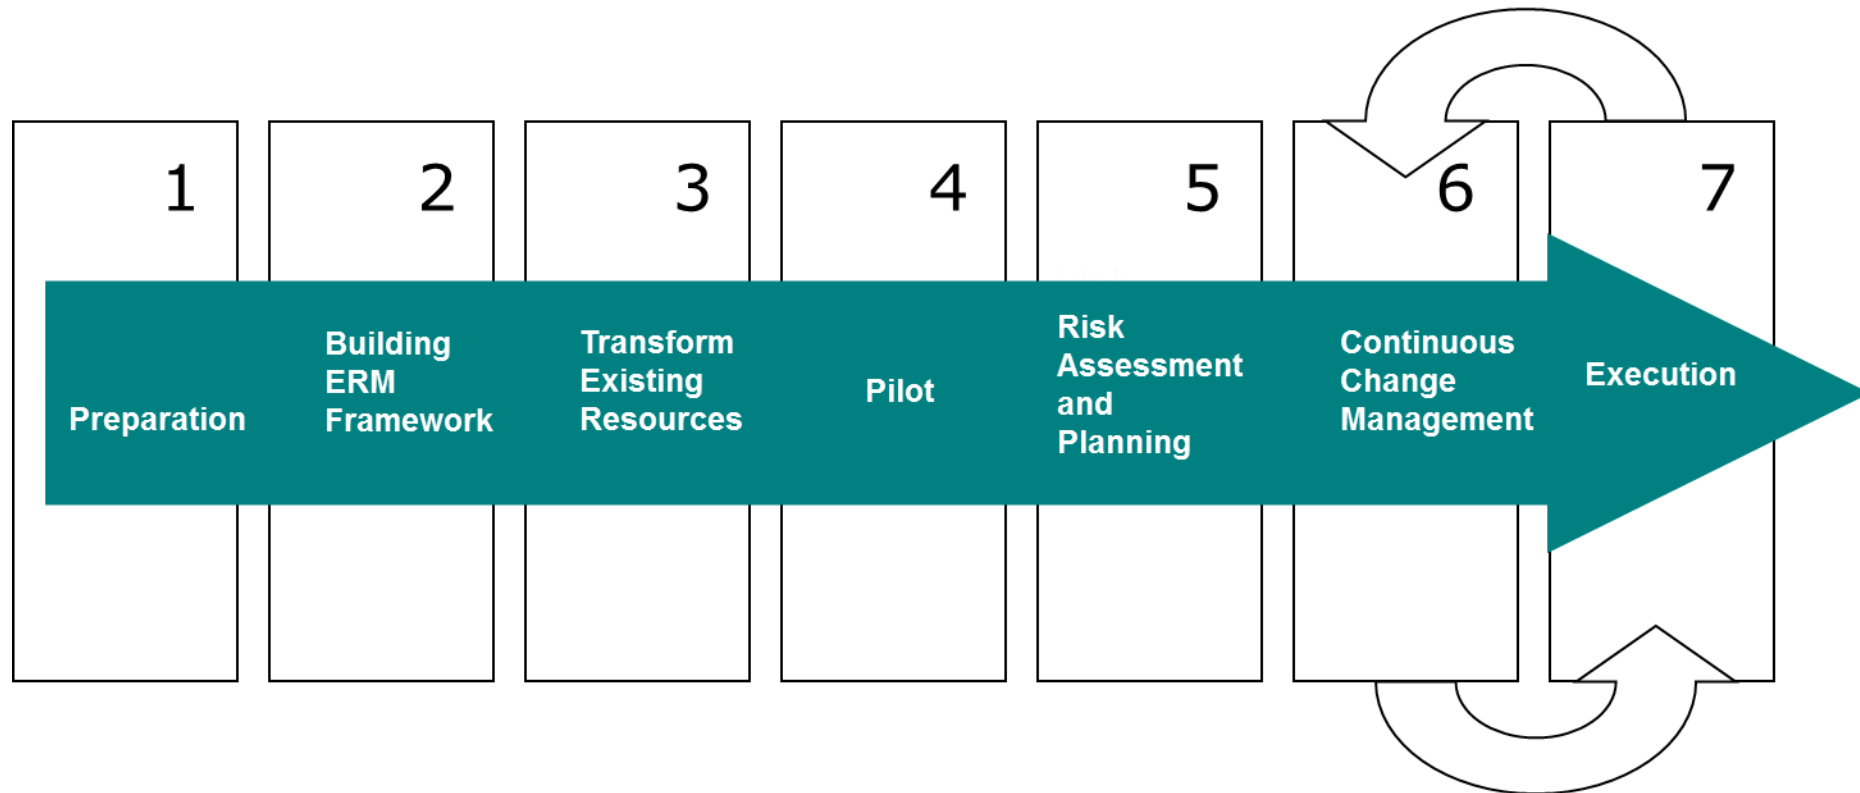 1
2
3
4
5
6
7
Preparation
Building
ERM
Framework
Transform
Existing
Resources
Pilot
Risk
Assessment
and
Planning
Continuous
Change
Management
Execution